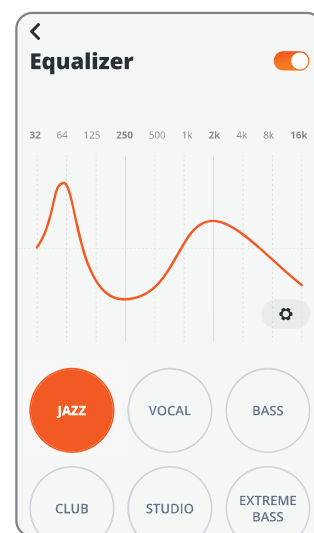 Equalizer
32 64 125 250 500 1k 2k 4k 8k 16k
JAZZ VOCAL BASS
CLUB STUDIO EXTREME
BASS